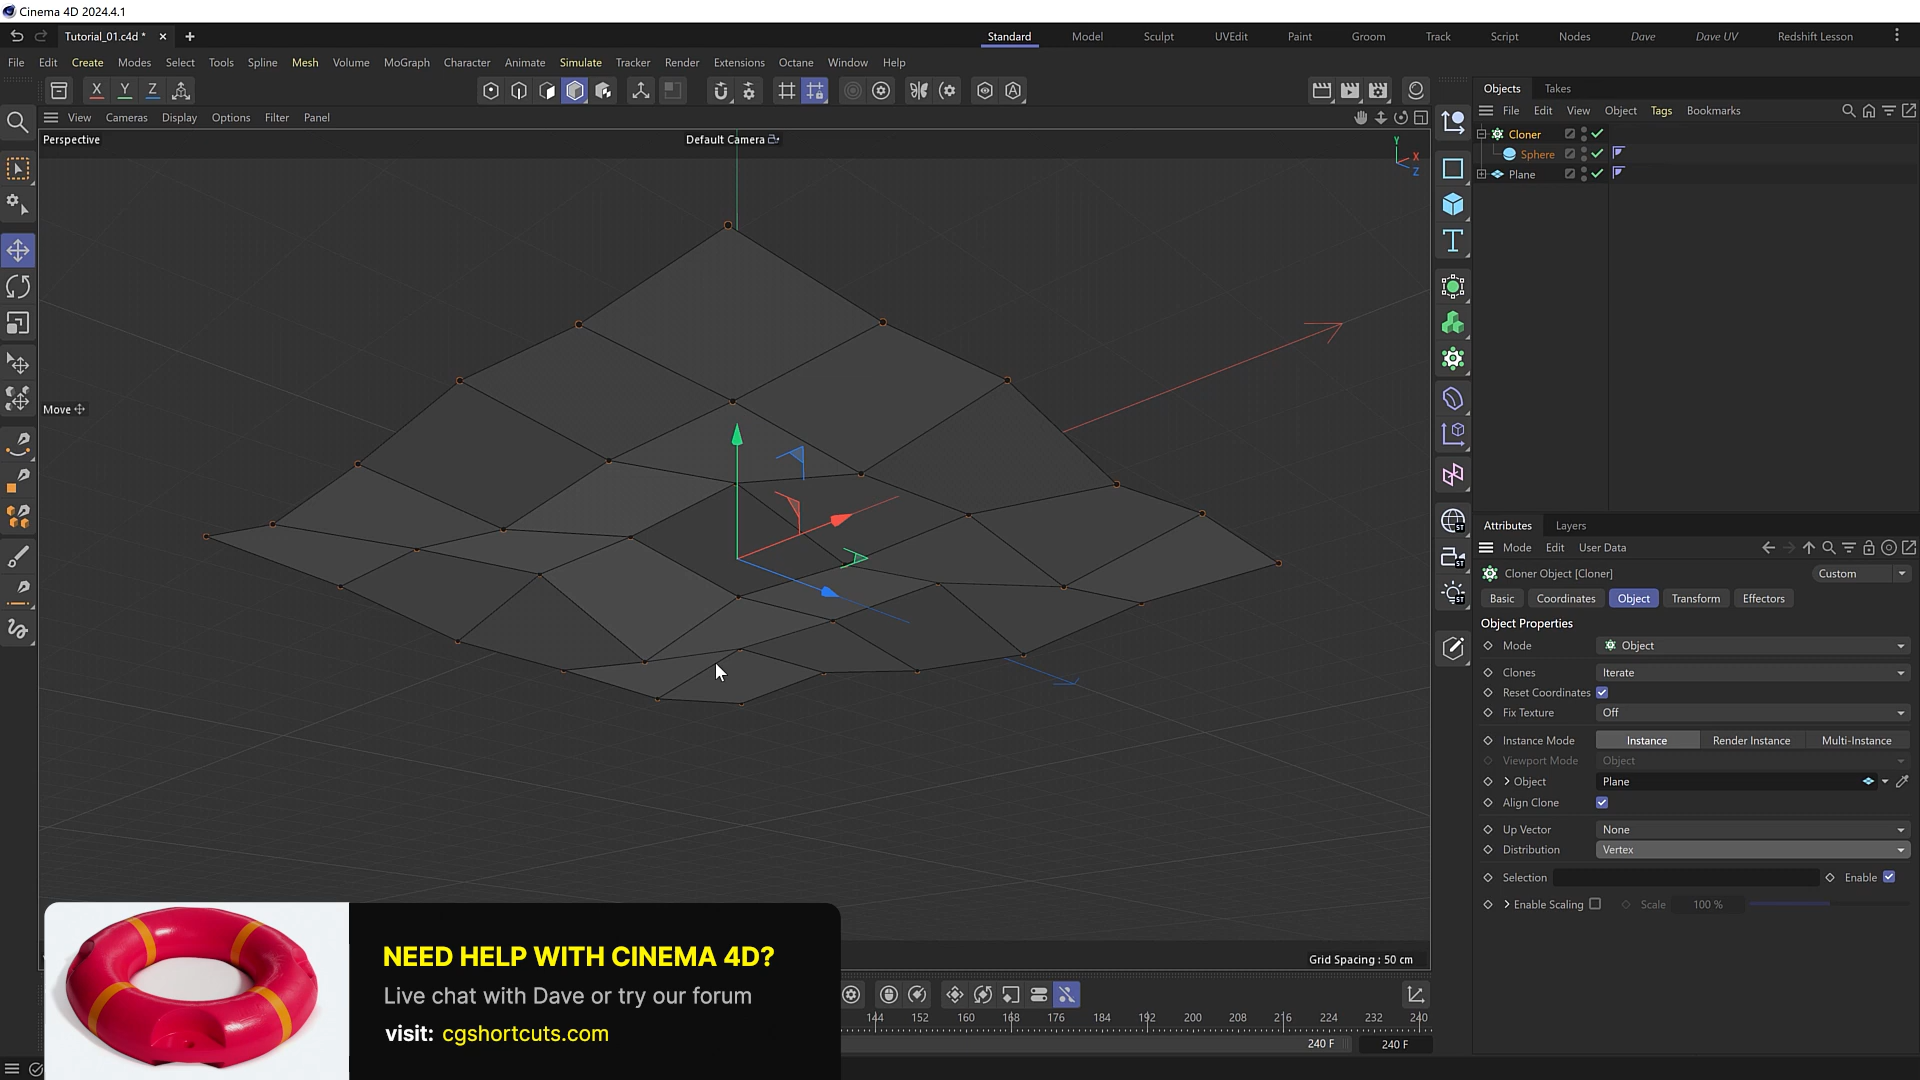 Cinema 4D 2024.4.1
Tutorial_01.c4d *
Standard Model Sculpt UVEdit Paint Groom Track Script Nodes Dave Dave UV Redshift Lesson
File Edit Create Modes Select Tools Spline Mesh Volume MoGraph Character Animate Simulate Tracker Render Extensions Octane Window Help
X Y Z
Objects Takes
View Cameras Display Options Filter Panel
File Edit View Object Tags Bookmarks
Perspective
Default Camera
Y
X
Z
Cloner
Sphere
Plane
Move
ST
ST
ST
Attributes Layers
Mode Edit User Data
Cloner Object [Cloner]
Custom
Basic Coordinates Object Transform Effectors
Object Properties
Mode Object
Clones Iterate
Reset Coordinates
Fix Texture Off
Instance Mode Instance Render Instance Multi-Instance
Viewport Mode Object
Object Plane
Align Clone
Up Vector None
Distribution Vertex
Selection Enable
Enable Scaling Scale 100 %
Grid Spacing : 50 cm
NEED HELP WITH CINEMA 4D?
Live chat with Dave or try our forum
visit: cgshortcuts.com
144 152 160 168 176 184 192 200 208 216 224 232 240
240 F 240 F